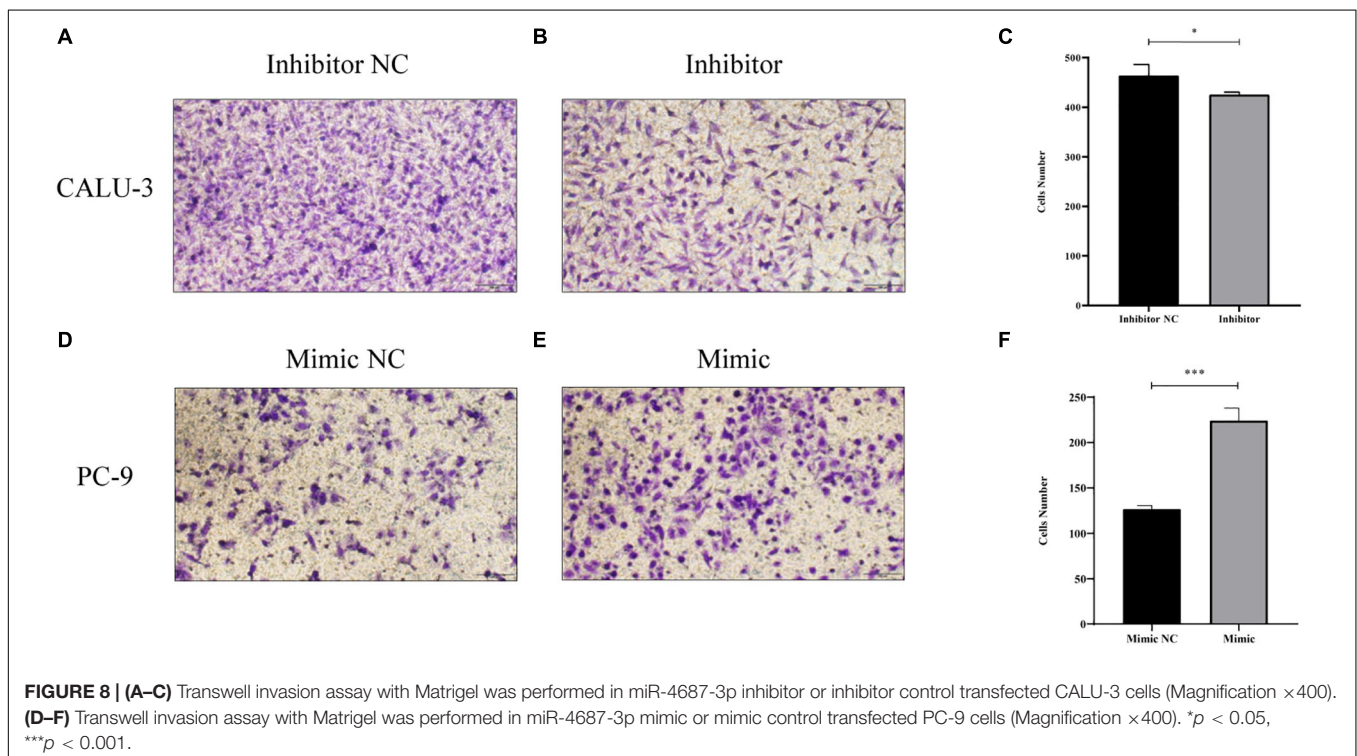 A
B
C
Inhibitor NC
Inhibitor
*
500
400
300
200
100
0
Cells Number
Inhibitor NC
Inhibitor
CALU-3
D
E
F
Mimic NC
Mimic
***
250
200
150
100
50
0
Cells Number
Mimic NC
Mimic
PC-9
FIGURE 8 | (A–C) Transwell invasion assay with Matrigel was performed in miR-4687-3p inhibitor or inhibitor control transfected CALU-3 cells (Magnification ×400).
(D–F) Transwell invasion assay with Matrigel was performed in miR-4687-3p mimic or mimic control transfected PC-9 cells (Magnification ×400). *p < 0.05,
***p < 0.001.